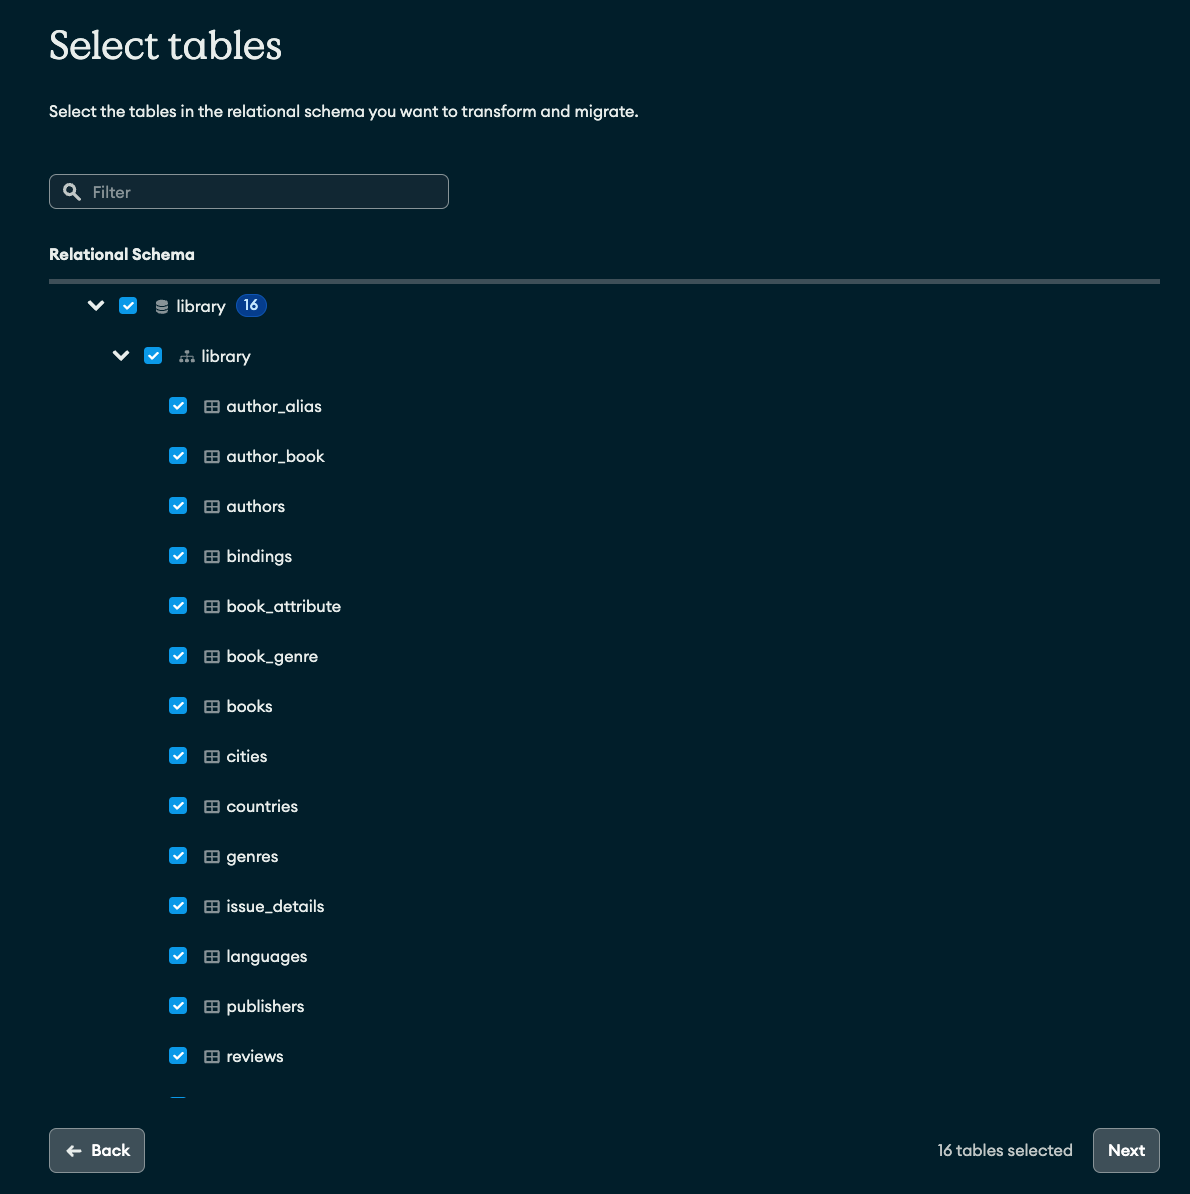 Select tables
Select the tables in the relational schema you want to transform and migrate.
Filter
Relational Schema
library 16
library
author_alias
author_book
authors
bindings
book_attribute
book_genre
books
cities
countries
genres
issue_details
languages
publishers
reviews
Back
16 tables selected
Next